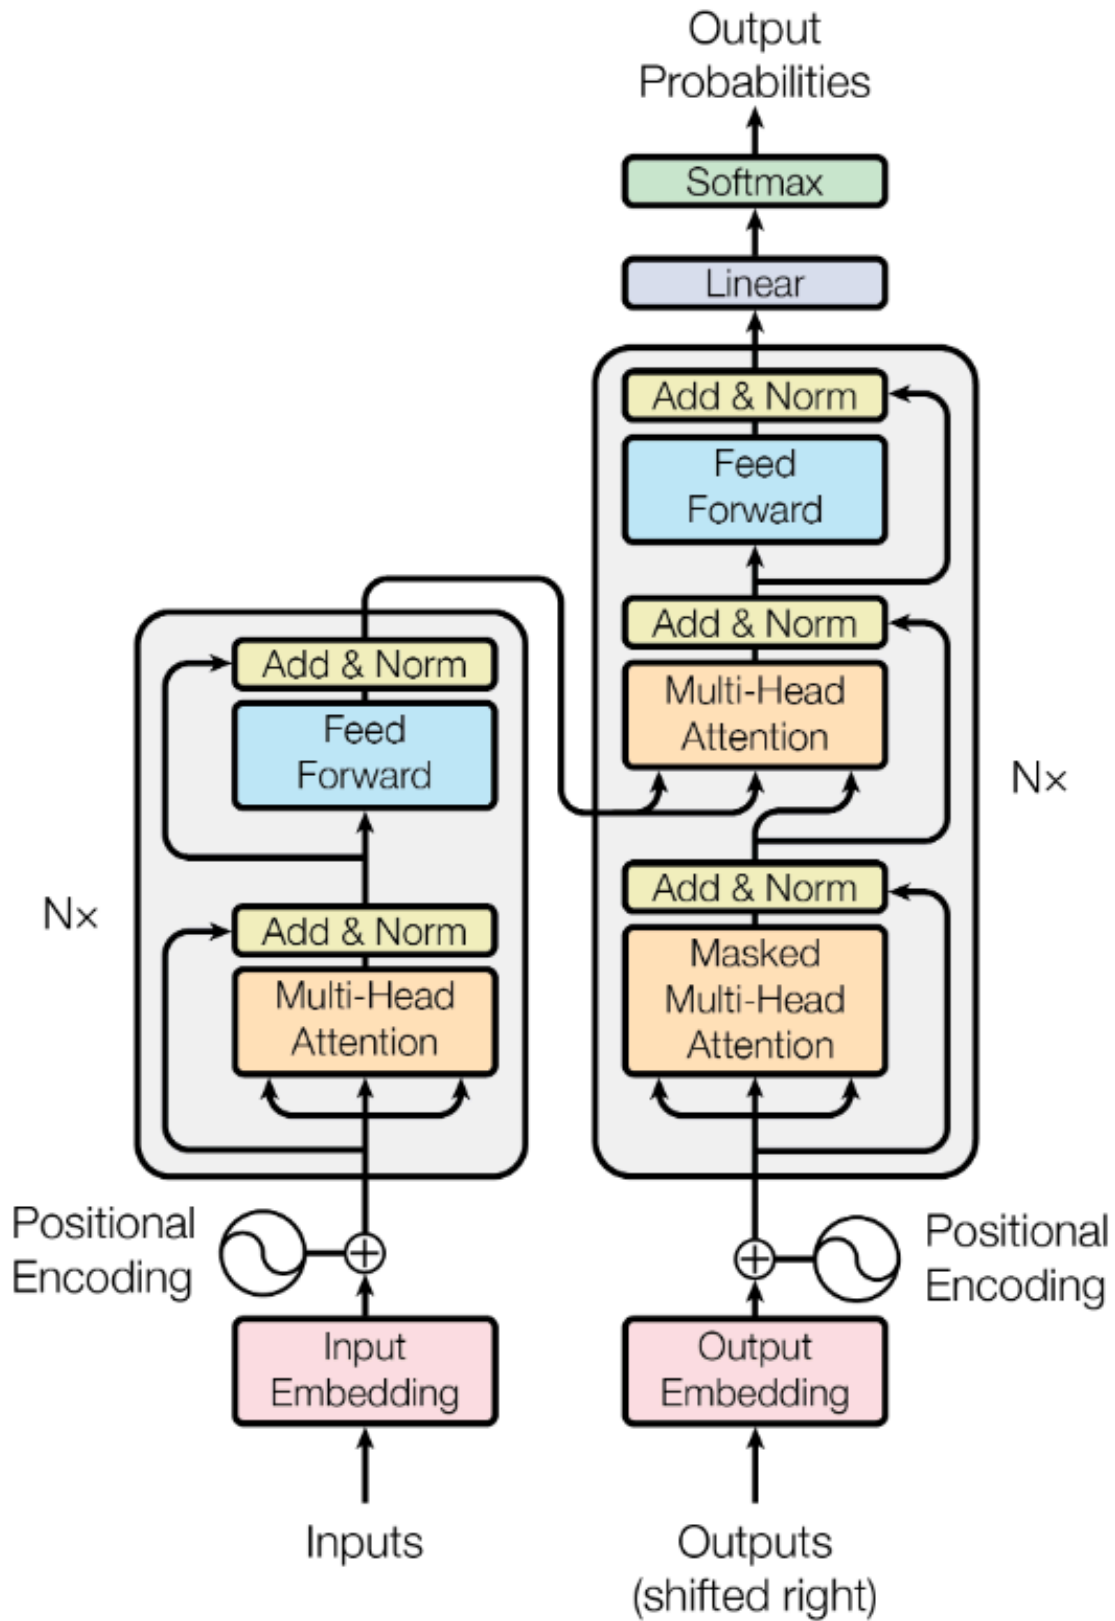 Output
Probabilities
Softmax
Linear
Add & Norm
Feed
Forward
Add & Norm
Multi-Head
Attention
Add & Norm
Masked
Multi-Head
Attention
N×
Add & Norm
Feed
Forward
Add & Norm
Multi-Head
Attention
N×
Positional
Encoding
Positional
Encoding
Input
Embedding
Output
Embedding
Inputs
Outputs
(shifted right)